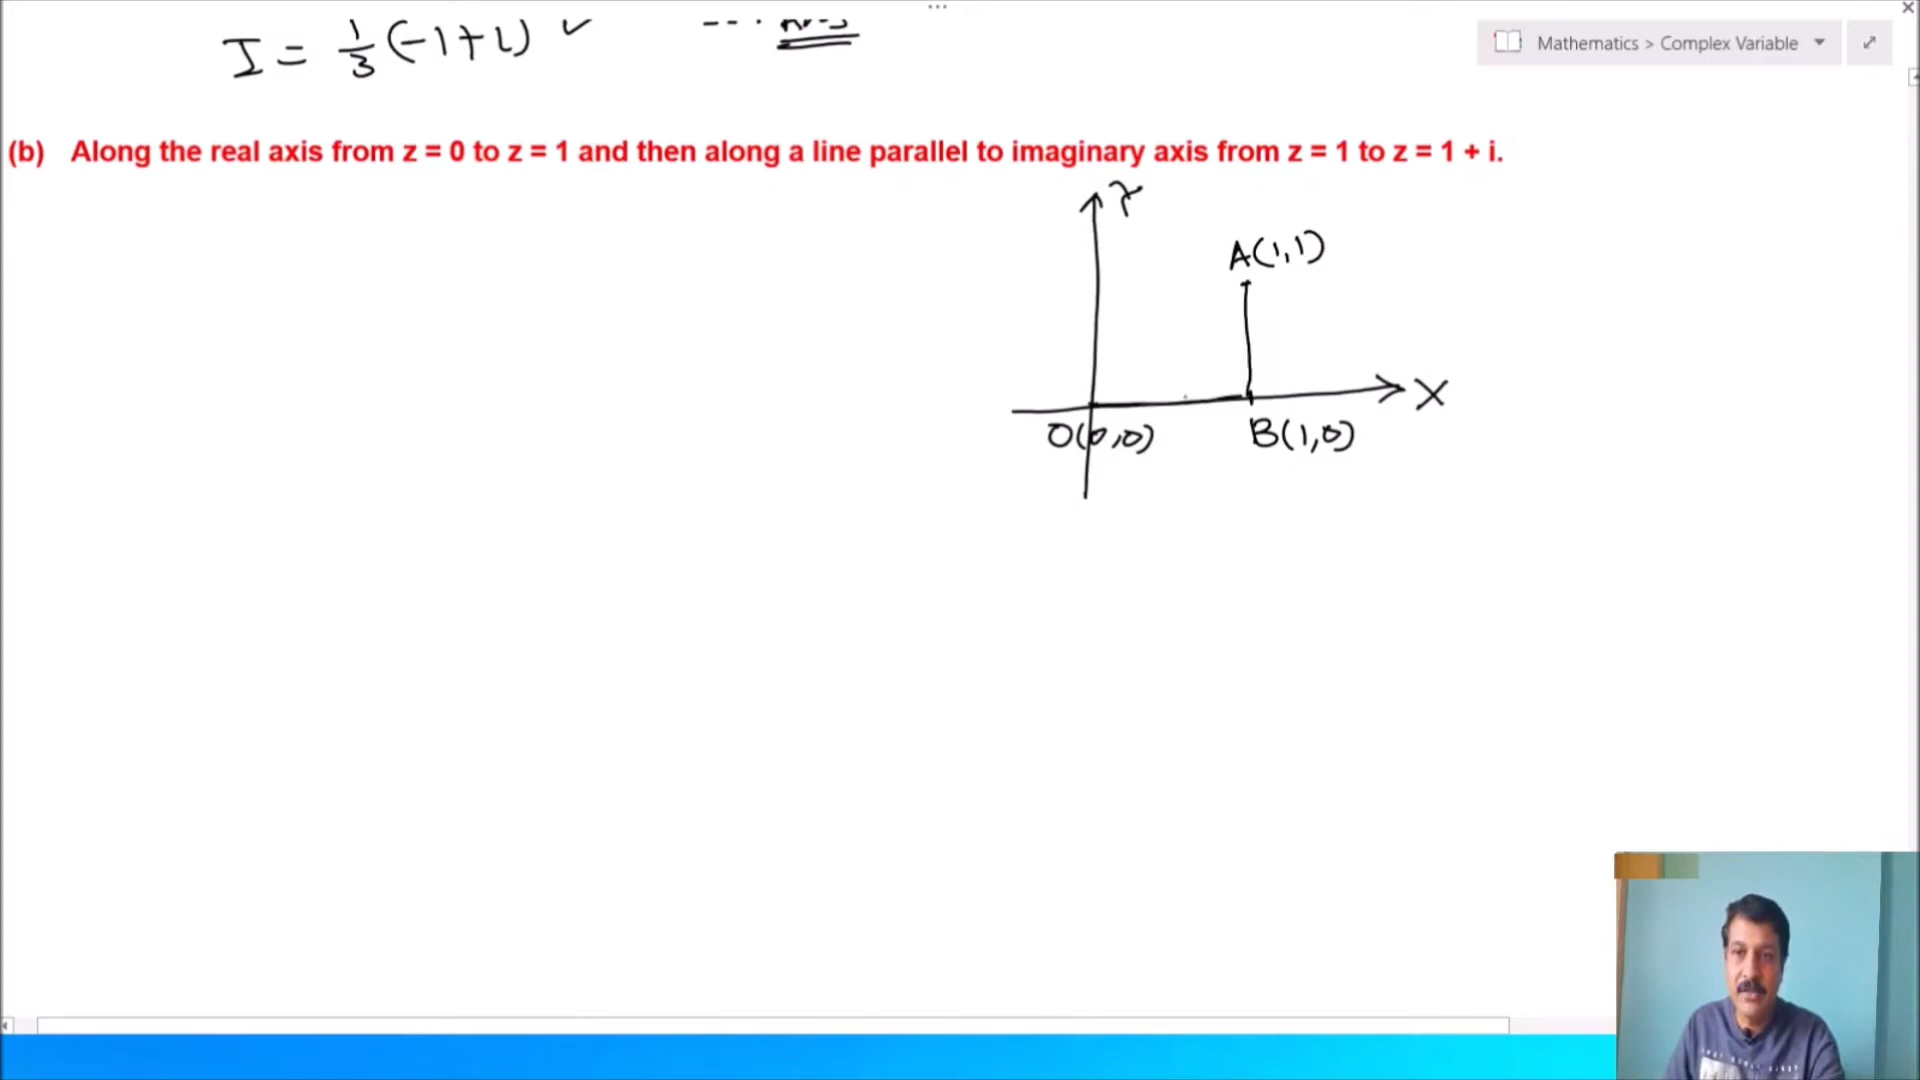 I = 1/3 (-1+i) ✓
Mathematics > Complex Variable
(b) Along the real axis from z = 0 to z = 1 and then along a line parallel to imaginary axis from z = 1 to z = 1 + i.
Y
A(1,1)
X
O(0,0)
B(1,0)